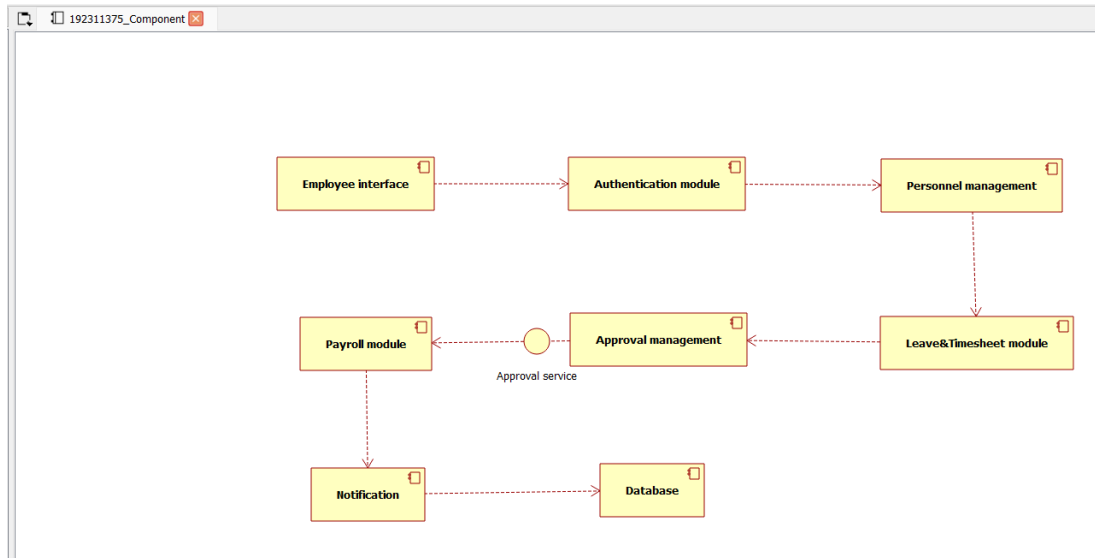 192311375_Component
Employee interface
Authentication module
Personnel management
Payroll module
Approval service
Approval management
Leave&Timesheet module
Notification
Database